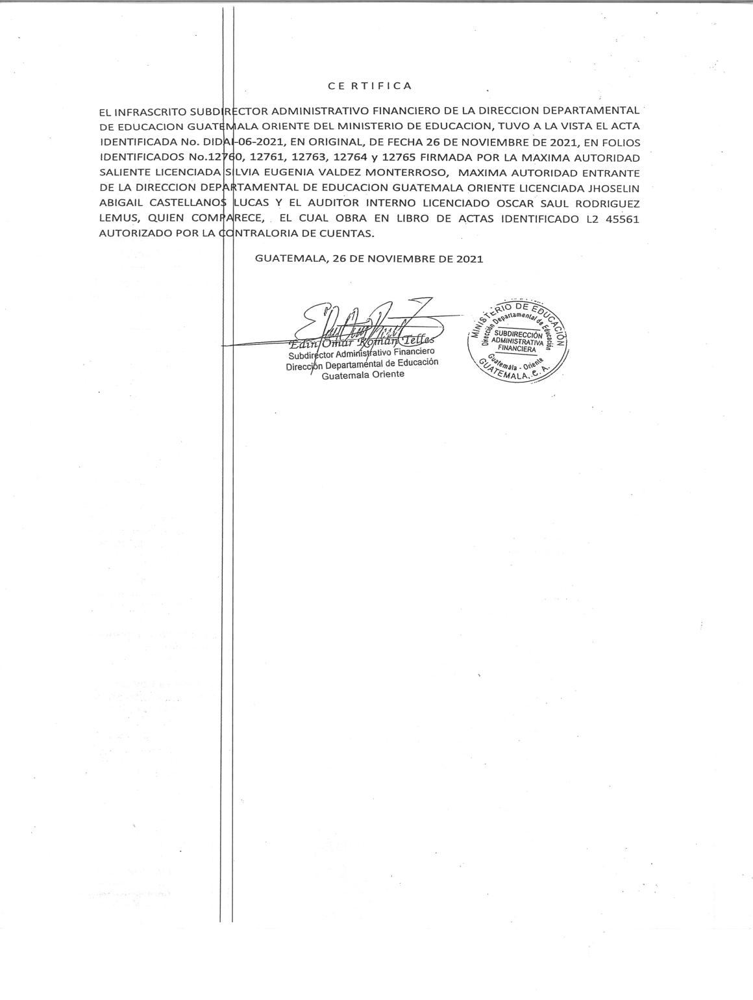 CE RTIFICA
EL INFRASCRITO SUBDIRECTOR ADMINISTRATIVO FINANCIERO DE LA DIRECCION DEPARTAMENTAL
DE EDUCACION GUATEMALA ORIENTE DEL MINISTERIO DE EDUCACION, TUVO A LA VISTA EL ACTA
IDENTIFICADA No. DIDAI-06-2021, EN ORIGINAL, DE FECHA 26 DE NOVIEMBRE DE 2021, EN FOLIOS
IDENTIFICADOS No.12760, 12761, 12763, 12764 y 12765 FIRMADA POR LA MAXIMA AUTORIDAD
SALIENTE LICENCIADA SILVIA EUGENIA VALDEZ MONTERROSO, MAXIMA AUTORIDAD ENTRANTE
DE LA DIRECCION DEPARTAMENTAL DE EDUCACION GUATEMALA ORIENTE LICENCIADA JHOSELIN
ABIGAIL CASTELLANOS LUCAS Y EL AUDITOR INTERNO LICENCIADO OSCAR SAUL RODRIGUEZ
LEMUS, QUIEN COMPARECE, EL CUAL OBRA EN LIBRO DE ACTAS IDENTIFICADO L2 45561
AUTORIZADO POR LA CONTRALORIA DE CUENTAS.
GUATEMALA, 26 DE NOVIEMBRE DE 2021
Edin Omar Román Telles
Subdirector Administrativo Financiero
Dirección Departamental de Educación
Guatemala Oriente
MINISTERIO DE EDUCACIÓN
Dirección Departamental de Educación
SUBDIRECCIÓN
ADMINISTRATIVA
FINANCIERA
Guatemala - Oriente
GUATEMALA, C. A.